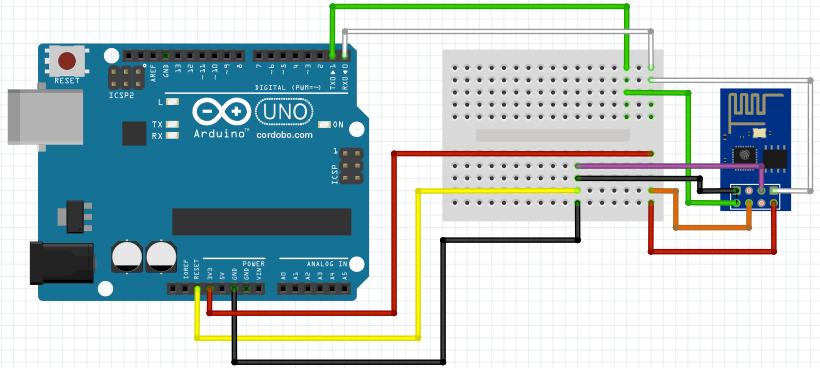 RESET
ICSP2
AREF
GND
13
12
~11
~10
~9
8
7
~6
~5
4
~3
2
TX0►1
RX0◄0
DIGITAL (PWM=~)
L
TX
RX
UNO
ON
Arduino™
cordobo.com
1
ICSP
IOREF
RESET
3V3
5V
GND
GND
VIN
POWER
ANALOG IN
A0
A1
A2
A3
A4
A5